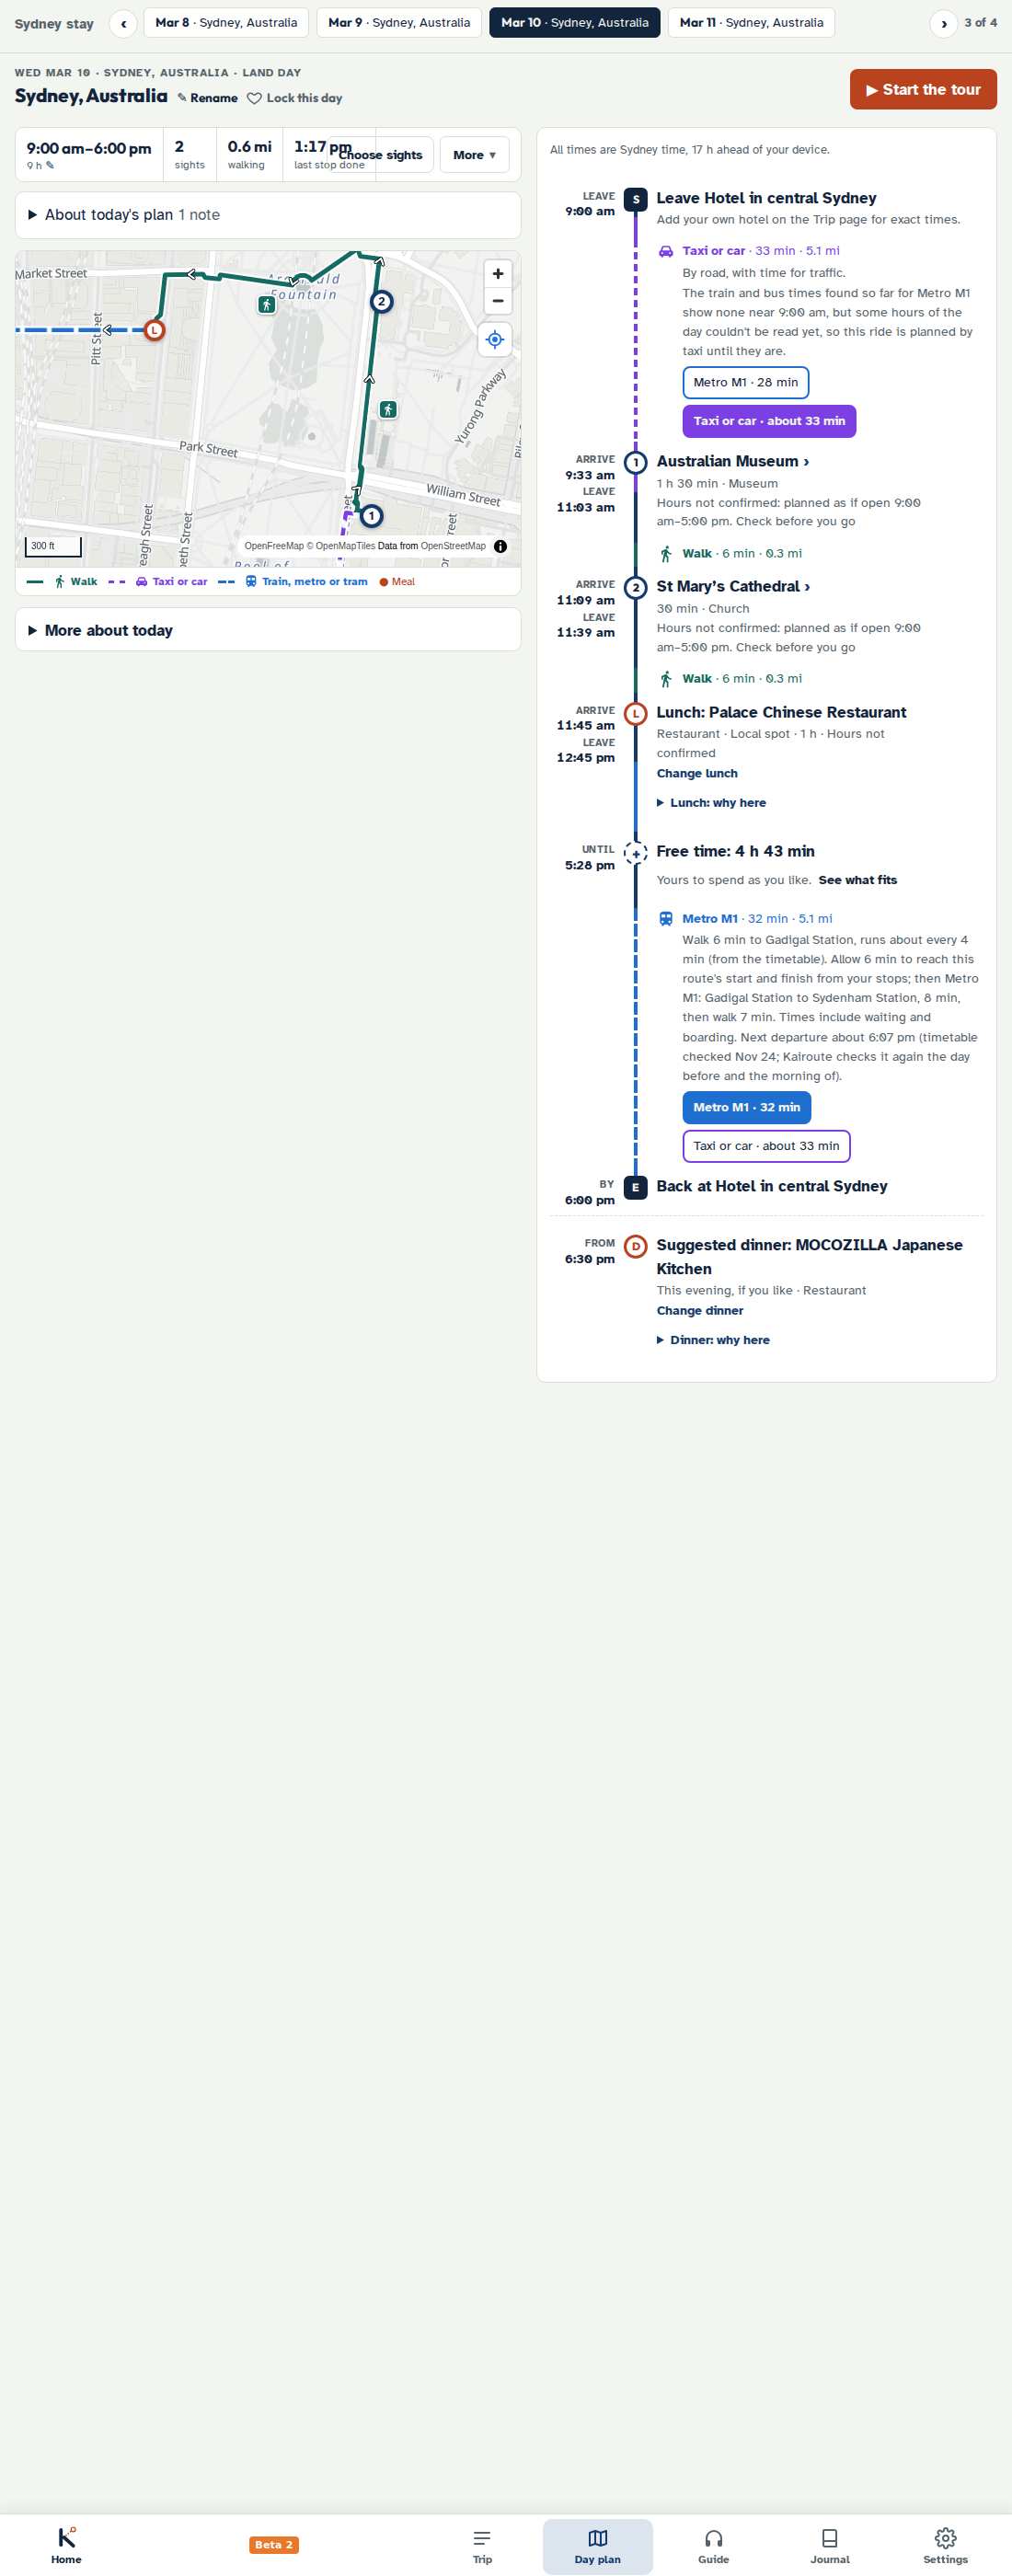 Sydney stay
‹
Mar 8 · Sydney, Australia
Mar 9 · Sydney, Australia
Mar 10 · Sydney, Australia
Mar 11 · Sydney, Australia
›
3 of 4
WED MAR 10 · SYDNEY, AUSTRALIA · LAND DAY
Sydney, Australia ✎ Rename ♡ Lock this day
▶ Start the tour
9:00 am–6:00 pm
9 h ✎
2
sights
0.6 mi
walking
1:17 pm
last stop done
Choose sights
More ▼
▶ About today's plan 1 note
Market Street
Fountain
Pitt Street
Park Street
William Street
Yurong Parkway
L
2
1
+
−
300 ft
OpenFreeMap © OpenMapTiles Data from OpenStreetMap
Walk
Taxi or car
Train, metro or tram
Meal
▶ More about today
All times are Sydney time, 17 h ahead of your device.
LEAVE
9:00 am
S
Leave Hotel in central Sydney
Add your own hotel on the Trip page for exact times.
Taxi or car · 33 min · 5.1 mi
By road, with time for traffic.
The train and bus times found so far for Metro M1
show none near 9:00 am, but some hours of the
day couldn't be read yet, so this ride is planned by
taxi until they are.
Metro M1 · 28 min
Taxi or car · about 33 min
ARRIVE
9:33 am
LEAVE
11:03 am
1
Australian Museum ›
1 h 30 min · Museum
Hours not confirmed: planned as if open 9:00
am–5:00 pm. Check before you go
Walk · 6 min · 0.3 mi
ARRIVE
11:09 am
LEAVE
11:39 am
2
St Mary's Cathedral ›
30 min · Church
Hours not confirmed: planned as if open 9:00
am–5:00 pm. Check before you go
Walk · 6 min · 0.3 mi
ARRIVE
11:45 am
LEAVE
12:45 pm
L
Lunch: Palace Chinese Restaurant
Restaurant · Local spot · 1 h · Hours not
confirmed
Change lunch
▶ Lunch: why here
UNTIL
5:28 pm
+
Free time: 4 h 43 min
Yours to spend as you like. See what fits
Metro M1 · 32 min · 5.1 mi
Walk 6 min to Gadigal Station, runs about every 4
min (from the timetable). Allow 6 min to reach this
route's start and finish from your stops; then Metro
M1: Gadigal Station to Sydenham Station, 8 min,
then walk 7 min. Times include waiting and
boarding. Next departure about 6:07 pm (timetable
checked Nov 24; Kairoute checks it again the day
before and the morning of).
Metro M1 · 32 min
Taxi or car · about 33 min
BY
6:00 pm
E
Back at Hotel in central Sydney
FROM
6:30 pm
D
Suggested dinner: MOCOZILLA Japanese
Kitchen
This evening, if you like · Restaurant
Change dinner
▶ Dinner: why here
Home
Beta 2
Trip
Day plan
Guide
Journal
Settings